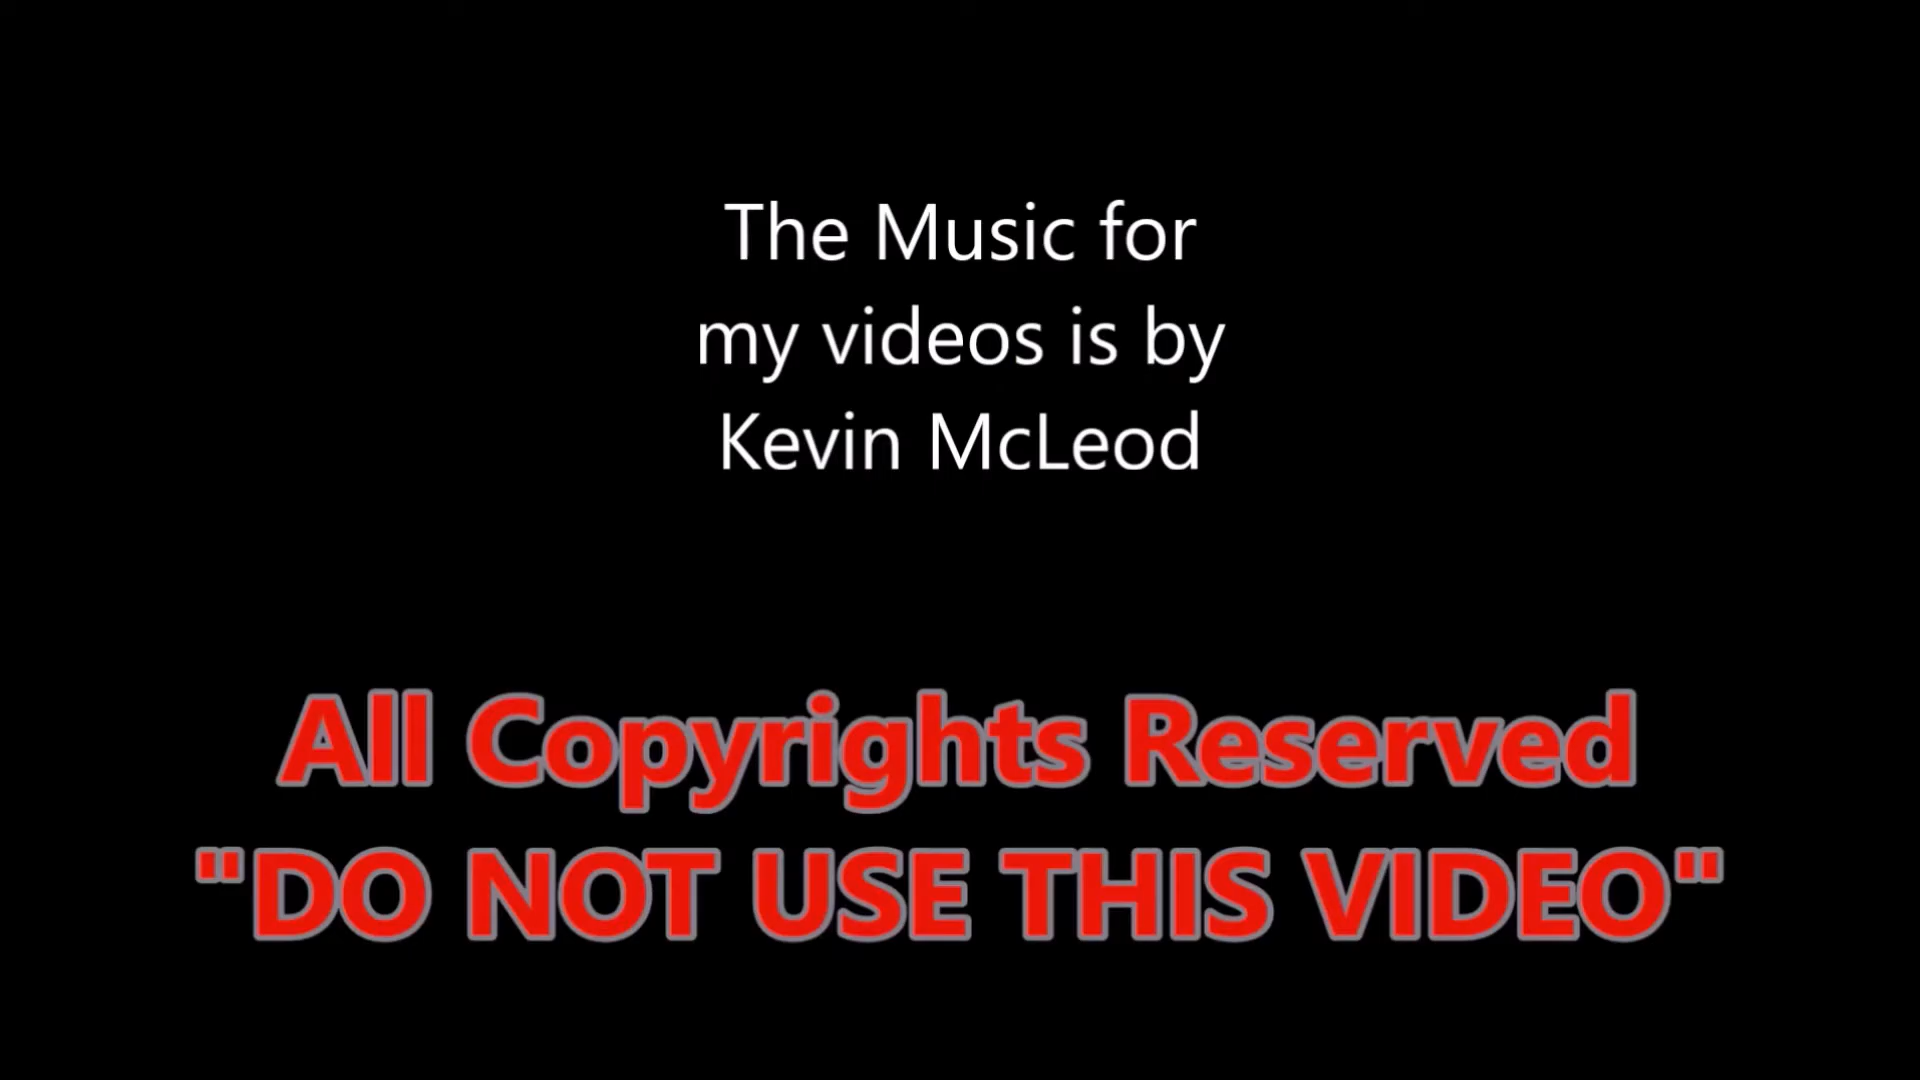 The Music for
my videos is by
Kevin McLeod
All Copyrights Reserved
"DO NOT USE THIS VIDEO"